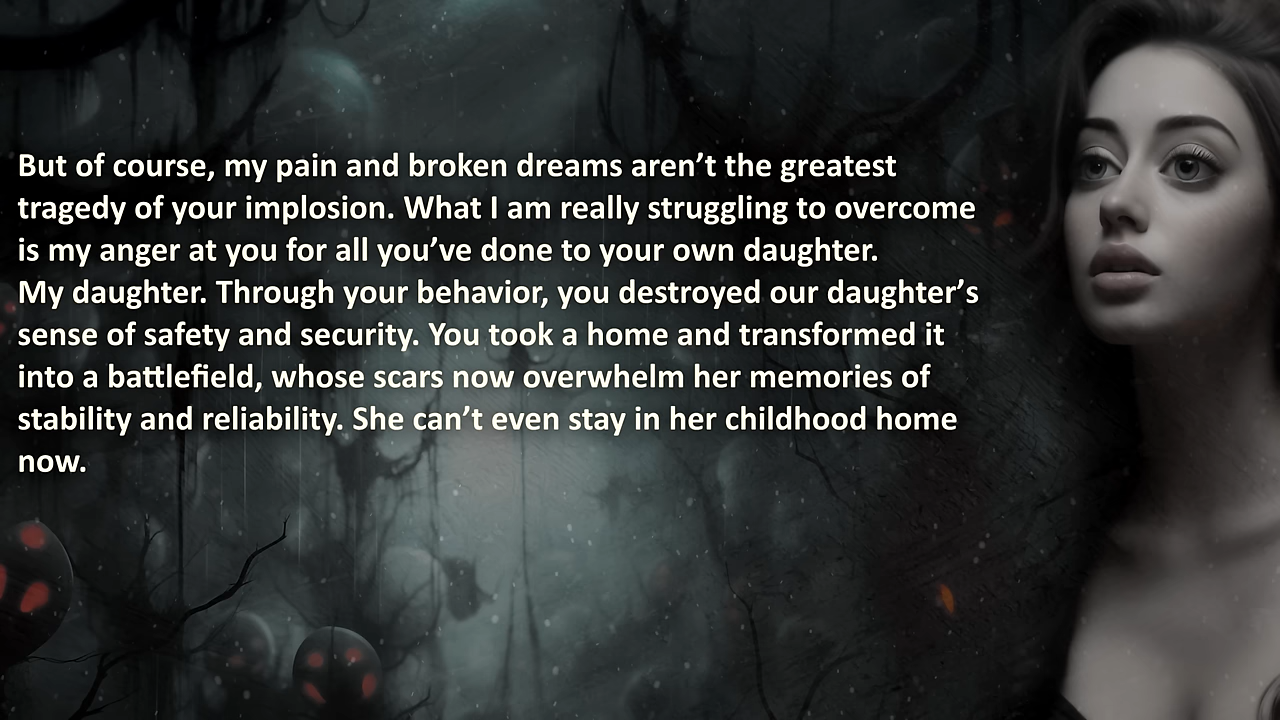 But of course, my pain and broken dreams aren’t the greatest
tragedy of your implosion. What I am really struggling to overcome
is my anger at you for all you’ve done to your own daughter.
My daughter. Through your behavior, you destroyed our daughter’s
sense of safety and security. You took a home and transformed it
into a battlefield, whose scars now overwhelm her memories of
stability and reliability. She can’t even stay in her childhood home
now.